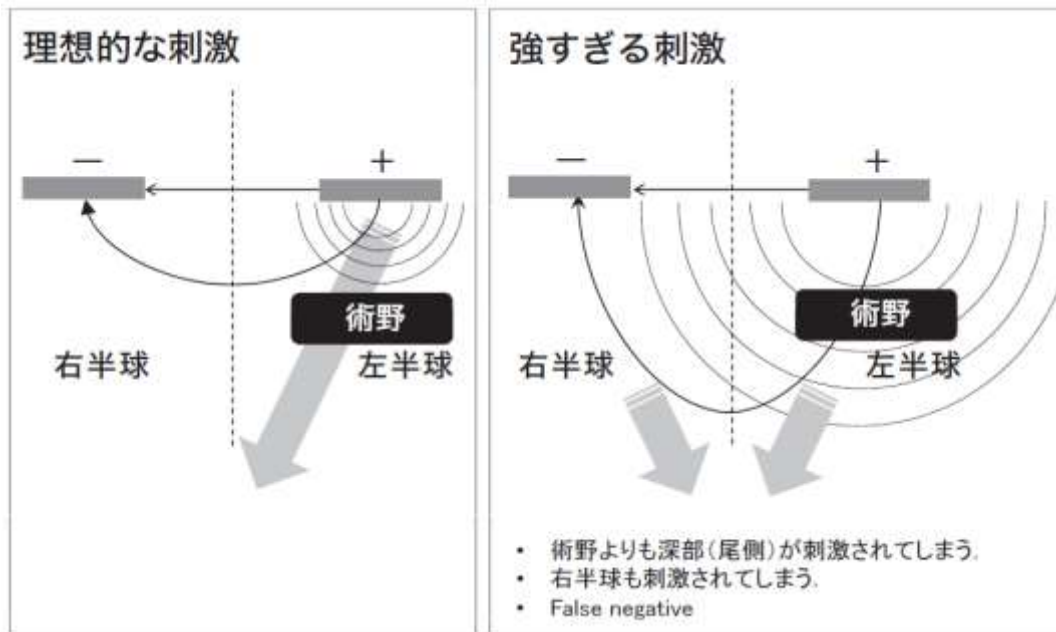 理想的な刺激
－
＋
術野
右半球
左半球
強すぎる刺激
－
＋
術野
右半球
左半球
• 術野よりも深部(尾側)が刺激されてしまう.
• 右半球も刺激されてしまう.
• False negative